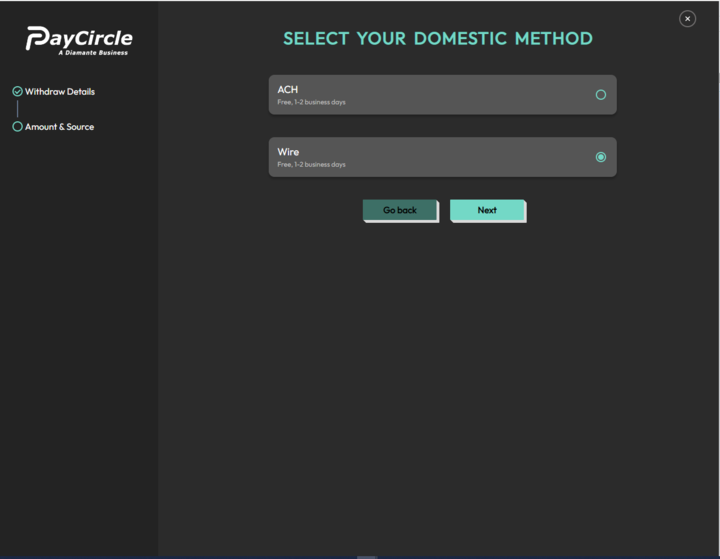 PayCircle
A Diamante Business
Withdraw Details
Amount & Source
SELECT YOUR DOMESTIC METHOD
ACH
Free, 1-2 business days
Wire
Free, 1-2 business days
Go back
Next